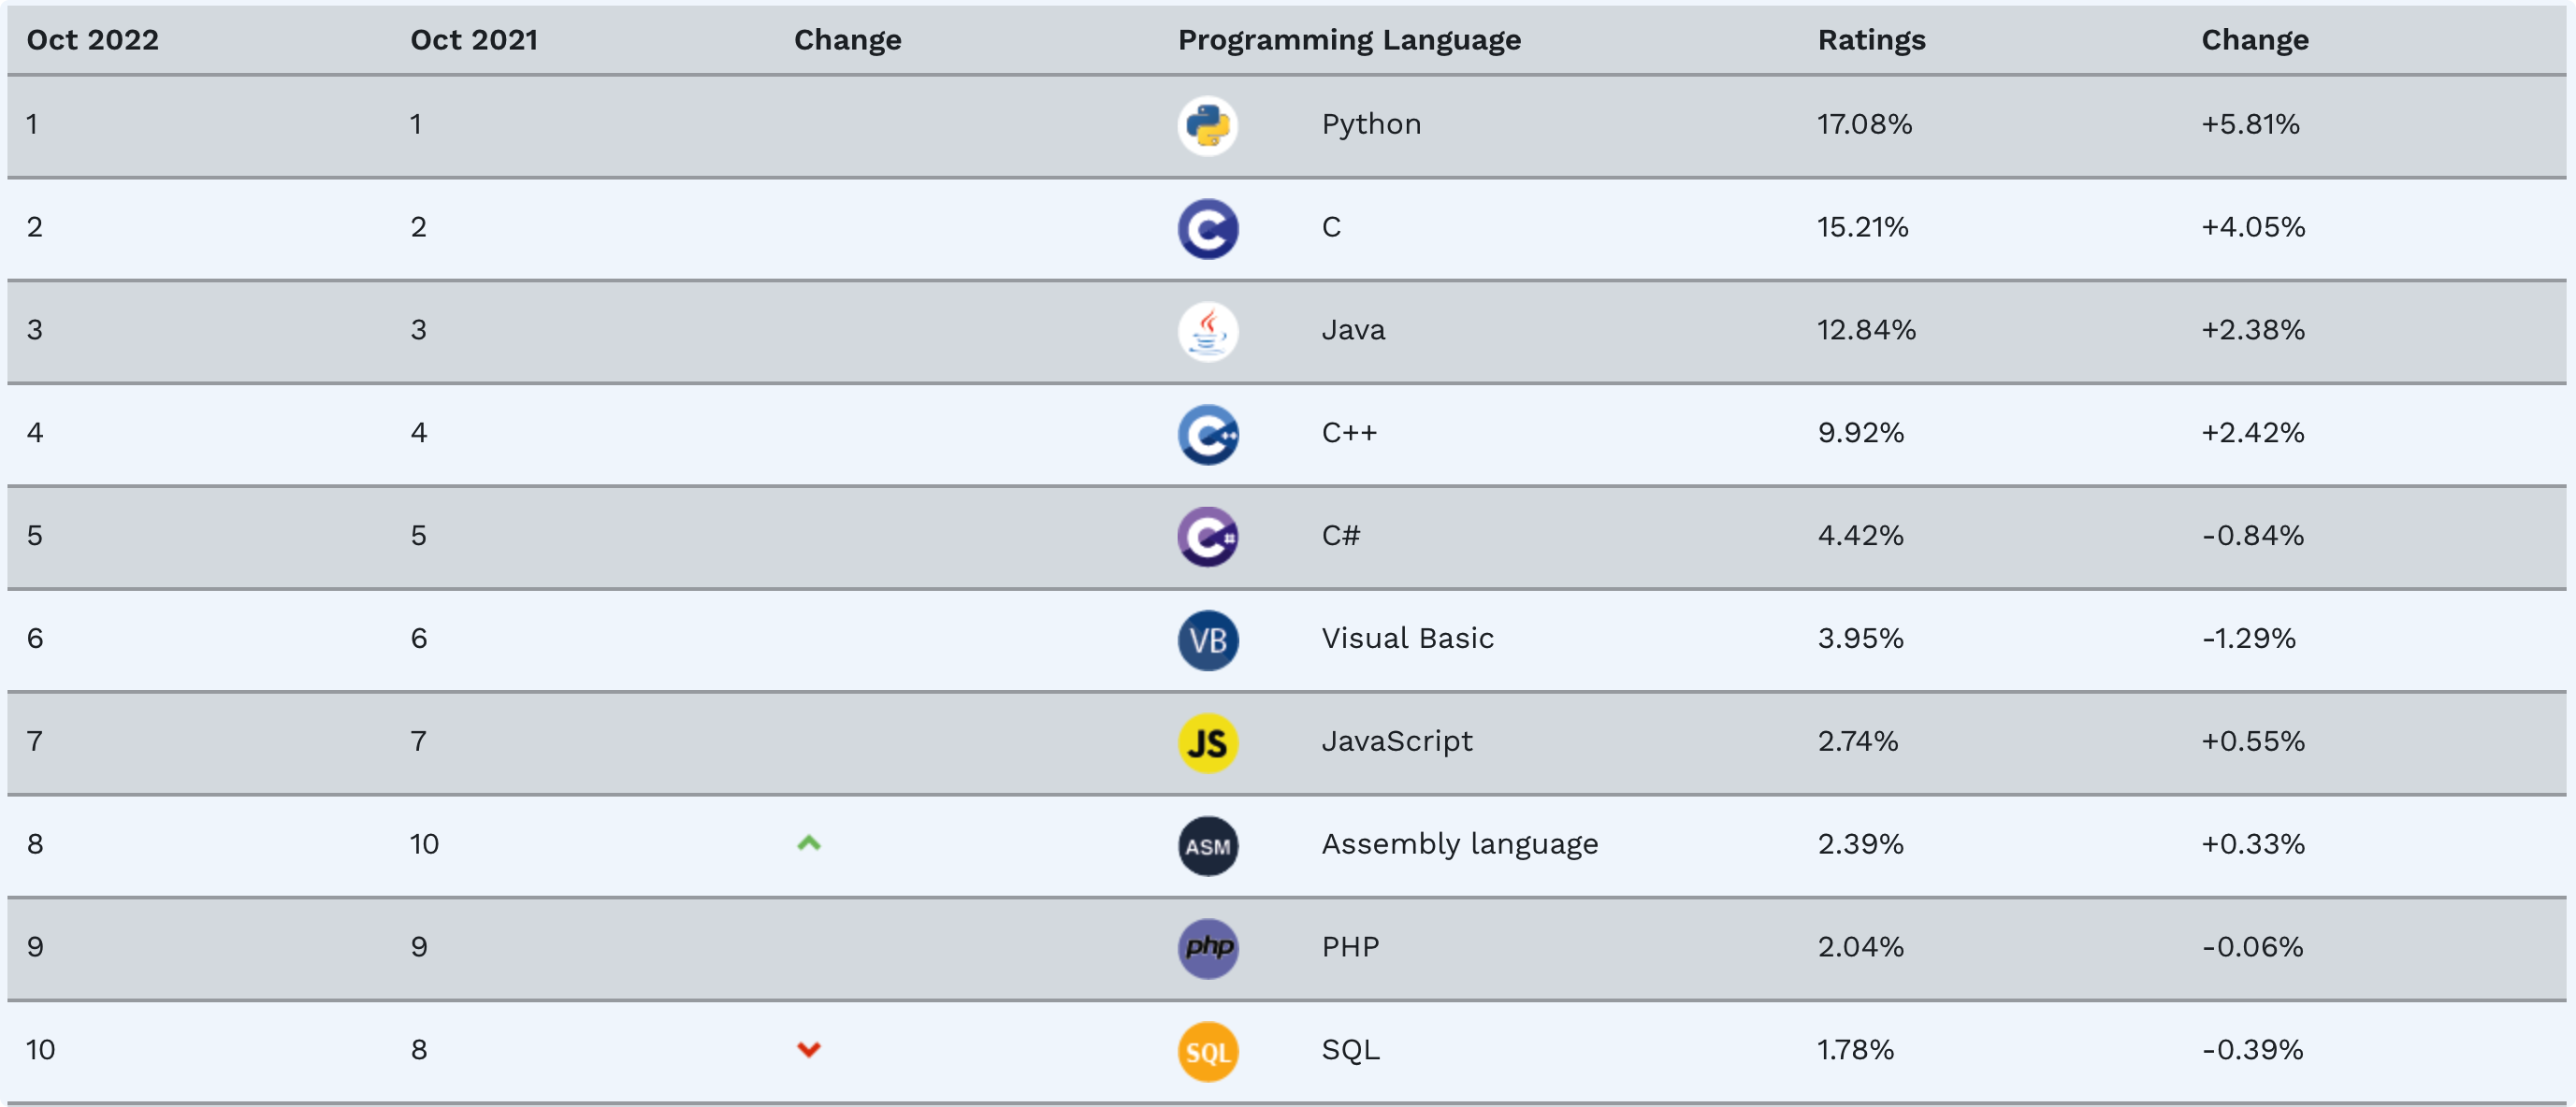 Oct 2022 Oct 2021 Change Programming Language Ratings Change
1 1 Python 17.08% +5.81%
2 2 C C 15.21% +4.05%
3 3 Java 12.84% +2.38%
4 4 C++ C++ 9.92% +2.42%
5 5 C# C# 4.42% -0.84%
6 6 VB Visual Basic 3.95% -1.29%
7 7 JS JavaScript 2.74% +0.55%
8 10 ASM Assembly language 2.39% +0.33%
9 9 php PHP 2.04% -0.06%
10 8 SQL SQL 1.78% -0.39%